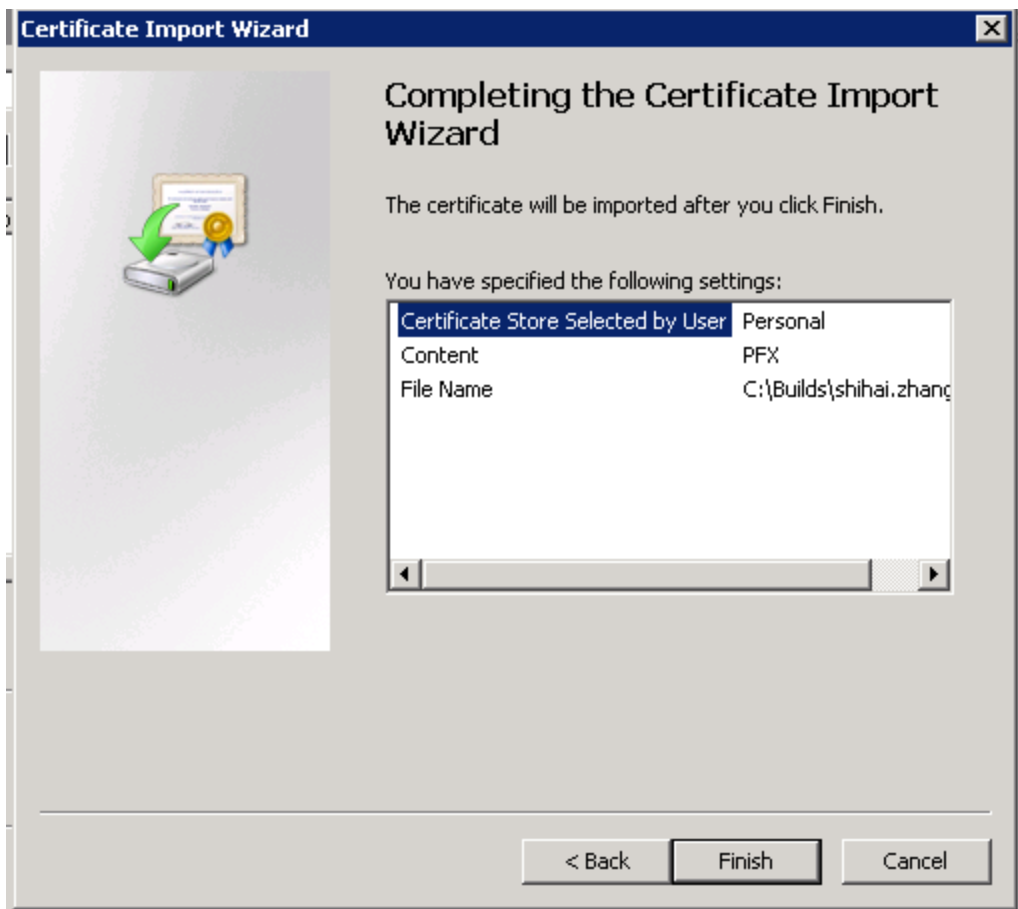 Certificate Import Wizard
Completing the Certificate Import
Wizard
The certificate will be imported after you click Finish.
You have specified the following settings:
Certificate Store Selected by User Personal
Content PFX
File Name C:\Builds\shihai.zhang
< Back Finish Cancel